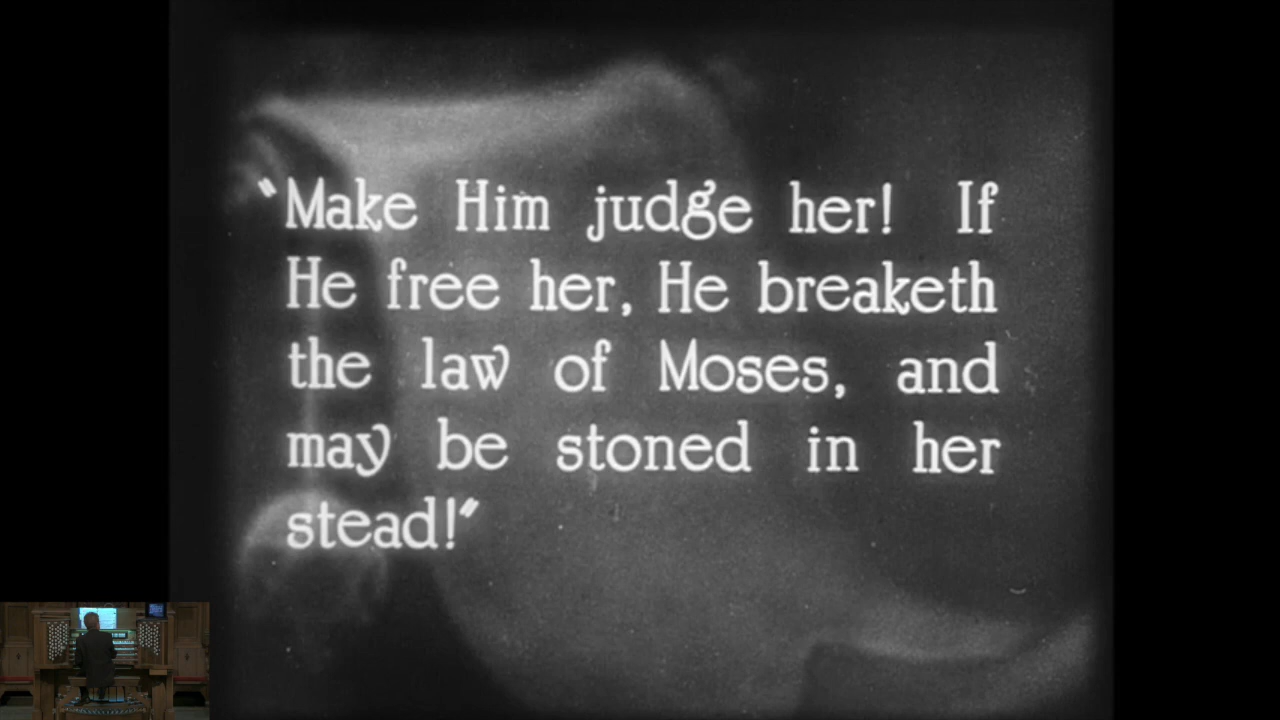 “Make Him judge her! If
He free her, He breaketh
the law of Moses, and
may be stoned in her
stead!”